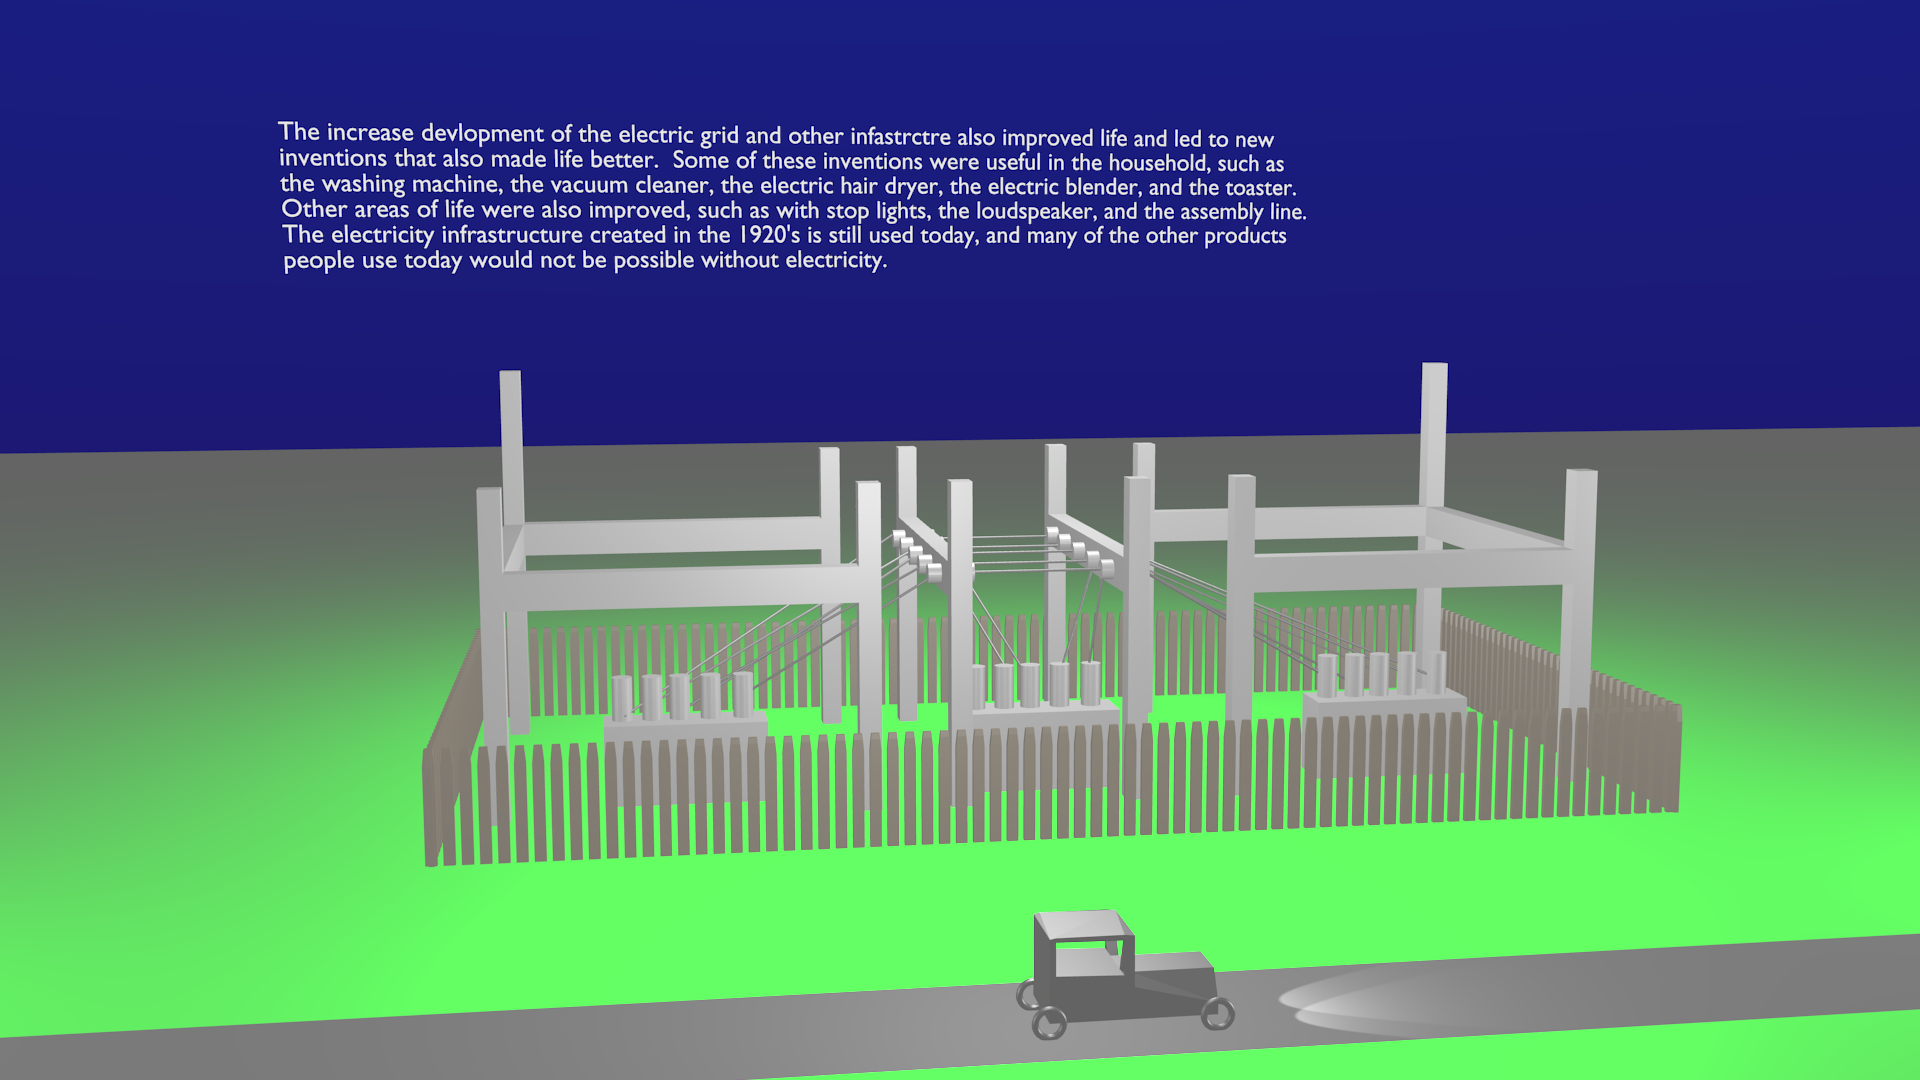 The increase devlopment of the electric grid and other infastrctre also improved life and led to new
inventions that also made life better.  Some of these inventions were useful in the household, such as
the washing machine, the vacuum cleaner, the electric hair dryer, the electric blender, and the toaster.
Other areas of life were also improved, such as with stop lights, the loudspeaker, and the assembly line.
The electricity infrastructure created in the 1920's is still used today, and many of the other products
people use today would not be possible without electricity.